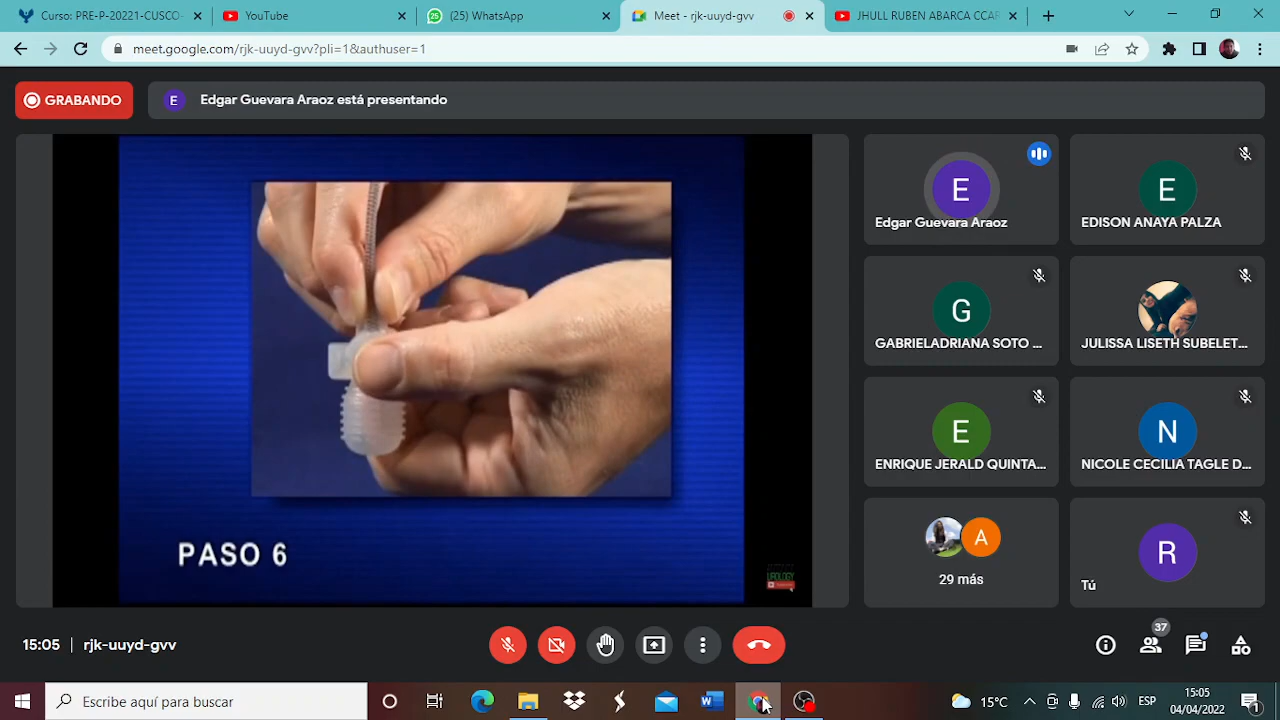 Curso: PRE-P-20221-CUSCO-
YouTube
(25) WhatsApp
Meet - rjk-uuyd-gvv
JHULL RUBEN ABARCA CCAR
meet.google.com/rjk-uuyd-gvv?pli=1&authuser=1
GRABANDO
E
Edgar Guevara Araoz está presentando
E
Edgar Guevara Araoz
E
EDISON ANAYA PALZA
G
GABRIELADRIANA SOTO ...
JULISSA LISETH SUBELET...
E
ENRIQUE JERALD QUINTA...
N
NICOLE CECILIA TAGLE D...
A
29 más
R
Tú
PASO 6
UROLOGY
15:05
rjk-uuyd-gvv
37
Escribe aquí para buscar
15°C
ESP
15:05
04/04/2022
1